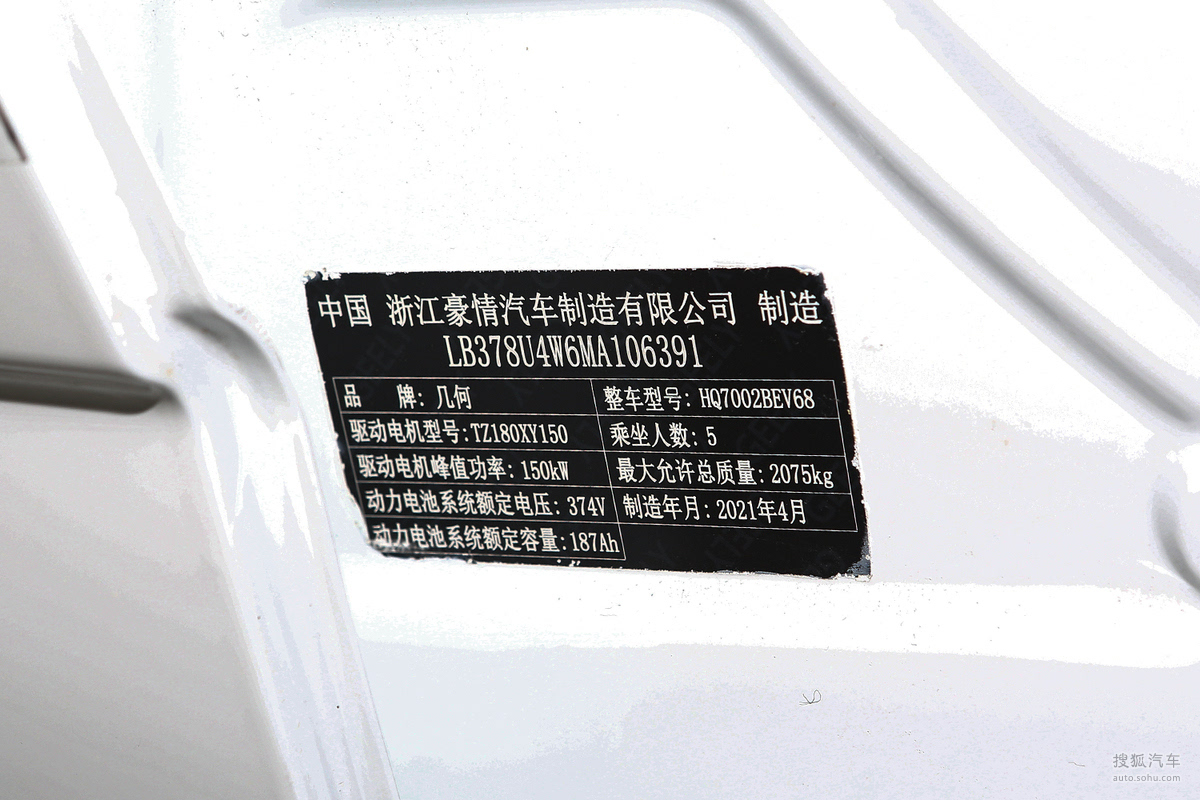 中国 浙江豪情汽车制造有限公司 制造
LB378U4W6MA106391
品 牌: 几何 整车型号: HQ7002BEV68
驱动电机型号:TZ180XY150 乘坐人数: 5
驱动电机峰值功率: 150kW 最大允许总质量: 2075kg
动力电池系统额定电压: 374V 制造年月: 2021年4月
动力电池系统额定容量:187Ah
搜狐汽车
auto.sohu.com